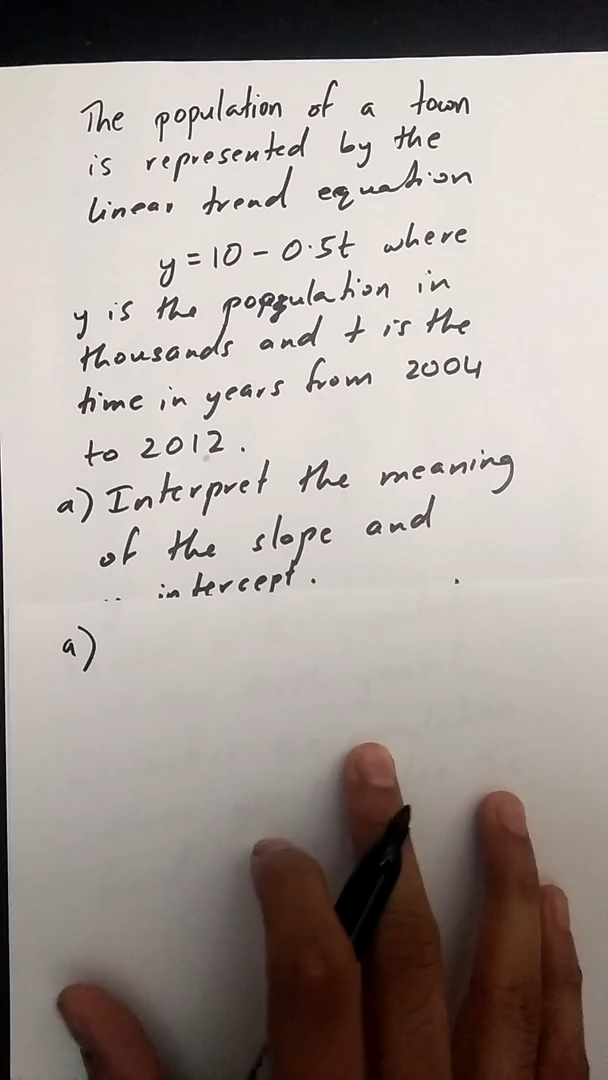 The population of a town
is represented by the
linear trend equation
y = 10 - 0.5t where
y is the population in
thousands and t is the
time in years from 2004
to 2012.
a) Interpret the meaning
of the slope and
intercept.
a)